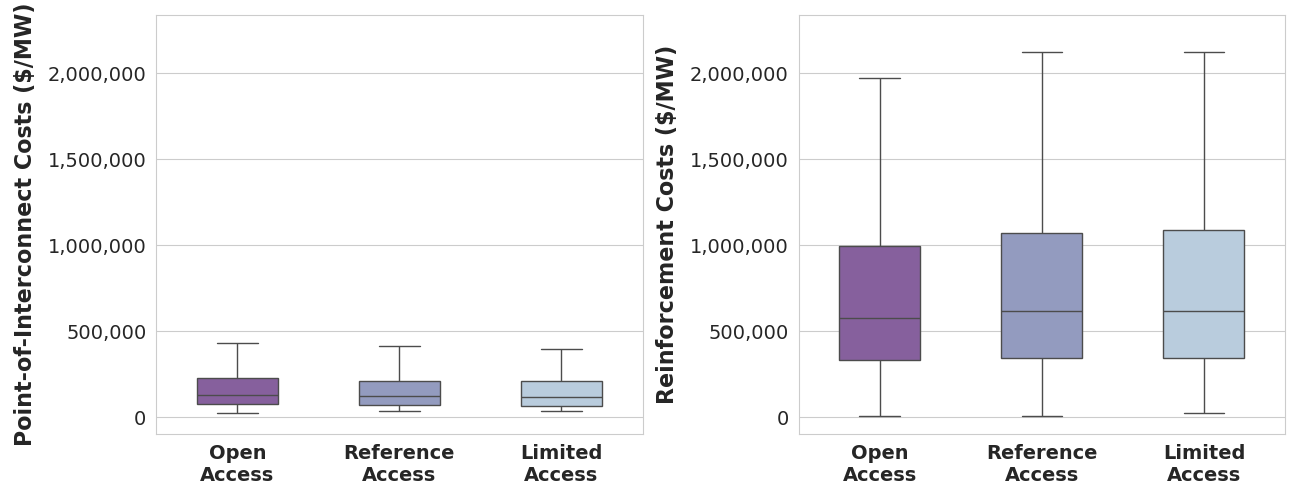 Point-of-Interconnect Costs ($/MW)
2,000,000
1,500,000
1,000,000
500,000
0
Open
Access
Reference
Access
Limited
Access
Reinforcement Costs ($/MW)
2,000,000
1,500,000
1,000,000
500,000
0
Open
Access
Reference
Access
Limited
Access